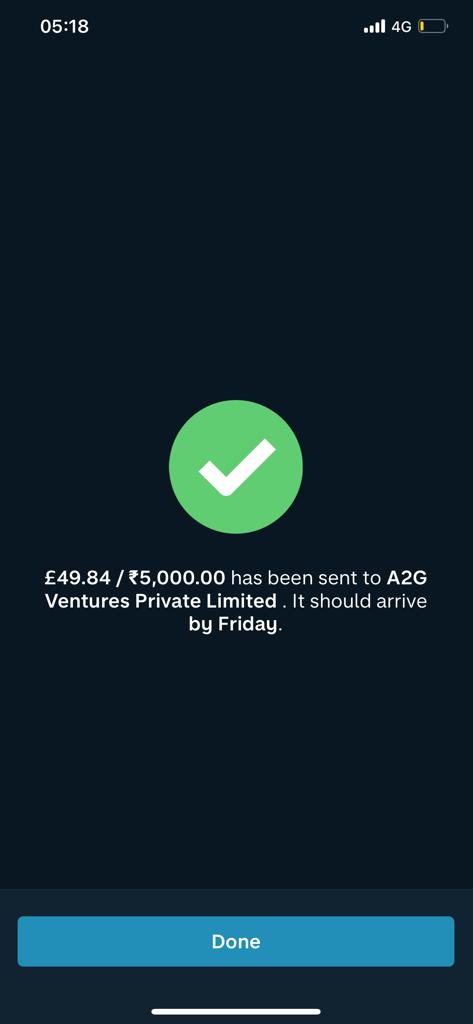 05:18
4G
£49.84 / ₹5,000.00 has been sent to A2G
Ventures Private Limited . It should arrive
by Friday.
Done